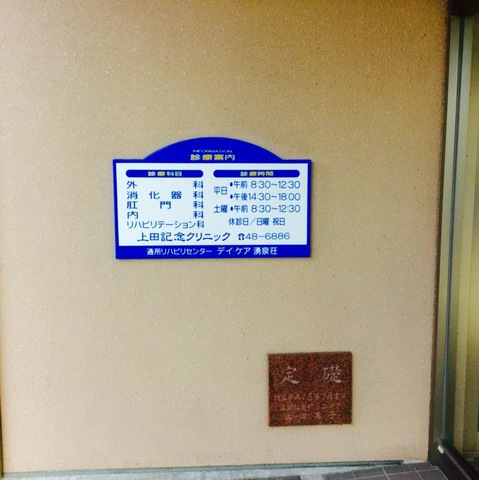 INFORMATION
診療案内
診療科目
外科
消化器科
肛門科
内科
リハビリテーション科
診療時間
平日 ♦午前 8:30~12:30
♦午後 14:30~18:00
土曜 ♦午前 8:30~12:30
休診日/日曜・祝日
上田記念クリニック ☎48-6886
通所リハビリセンター デイケア 湧泉荘
定礎